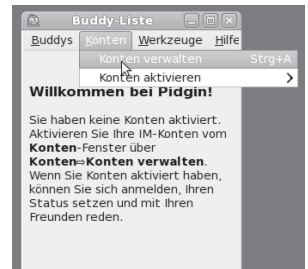 Buddy-Liste
Buddys Konten Werkzeuge Hilfe
Konten verwalten Strg+A
Konten aktivieren
Willkommen bei Pidgin!
Sie haben keine Konten aktiviert.
Aktivieren Sie Ihre IM-Konten vom
Konten-Fenster über
Konten⇒Konten verwalten.
Wenn Sie Konten aktiviert haben,
können Sie sich anmelden, Ihren
Status setzen und mit Ihren
Freunden reden.